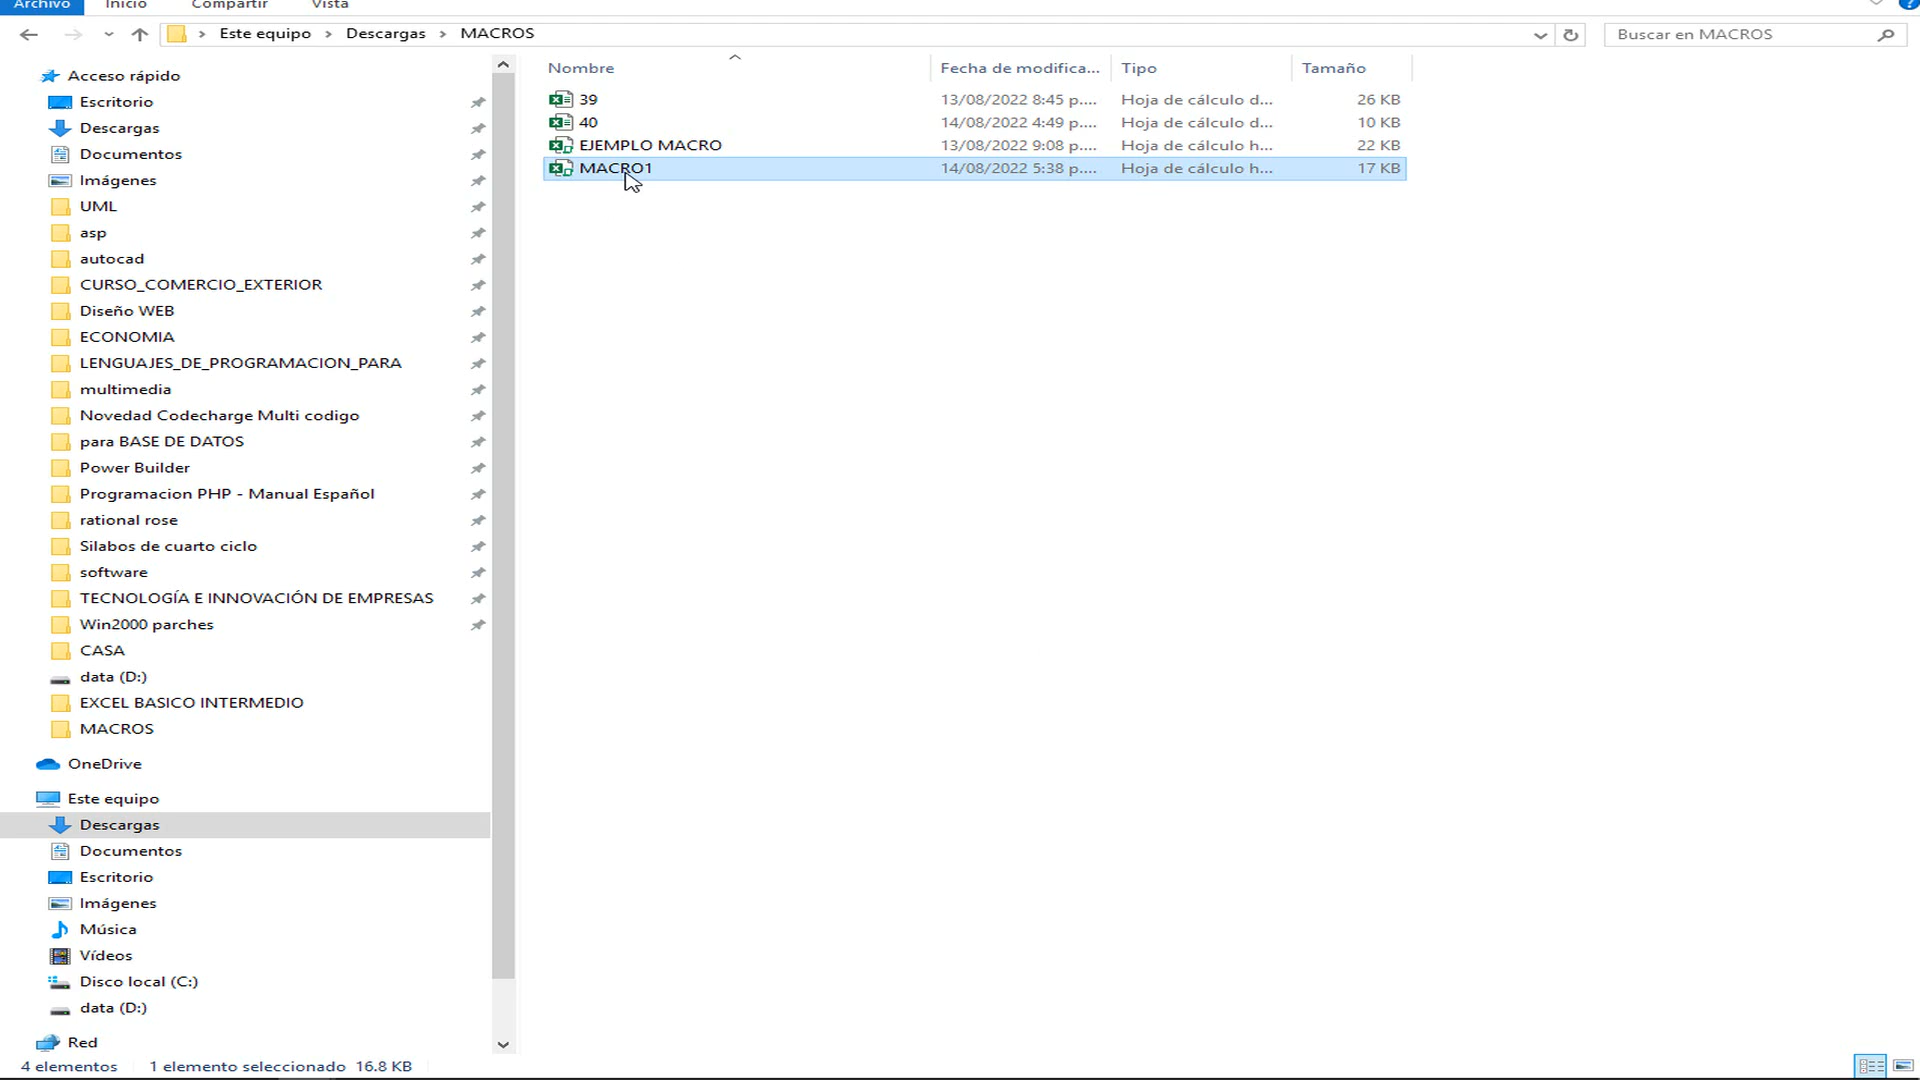 Archivo Inicio Compartir Vista
Este equipo Descargas MACROS
Buscar en MACROS
Nombre Fecha de modifica... Tipo Tamaño
39 13/08/2022 8:45 p.... Hoja de cálculo d... 26 KB
40 14/08/2022 4:49 p.... Hoja de cálculo d... 10 KB
EJEMPLO MACRO 13/08/2022 9:08 p.... Hoja de cálculo h... 22 KB
MACRO1 14/08/2022 5:38 p.... Hoja de cálculo h... 17 KB
Acceso rápido
Escritorio
Descargas
Documentos
Imágenes
UML
asp
autocad
CURSO_COMERCIO_EXTERIOR
Diseño WEB
ECONOMIA
LENGUAJES_DE_PROGRAMACION_PARA
multimedia
Novedad Codecharge Multi codigo
para BASE DE DATOS
Power Builder
Programacion PHP - Manual Español
rational rose
Silabos de cuarto ciclo
software
TECNOLOGÍA E INNOVACIÓN DE EMPRESAS
Win2000 parches
CASA
data (D:)
EXCEL BASICO INTERMEDIO
MACROS
OneDrive
Este equipo
Descargas
Documentos
Escritorio
Imágenes
Música
Vídeos
Disco local (C:)
data (D:)
Red
4 elementos 1 elemento seleccionado 16.8 KB